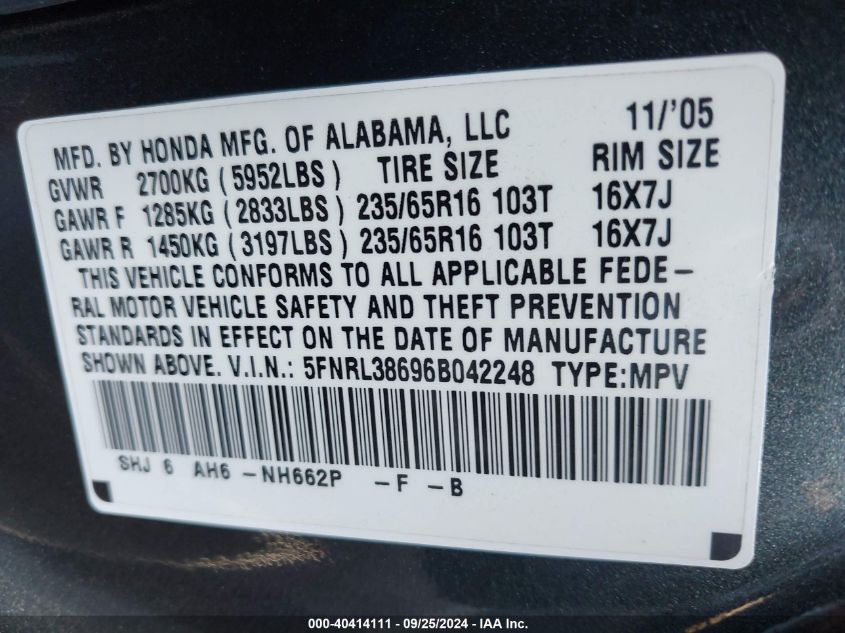 MFD. BY HONDA MFG. OF ALABAMA, LLC 11/'05
GVWR 2700KG (5952LBS) TIRE SIZE RIM SIZE
GAWR F 1285KG (2833LBS) 235/65R16 103T 16X7J
GAWR R 1450KG (3197LBS) 235/65R16 103T 16X7J
THIS VEHICLE CONFORMS TO ALL APPLICABLE FEDE-
RAL MOTOR VEHICLE SAFETY AND THEFT PREVENTION
STANDARDS IN EFFECT ON THE DATE OF MANUFACTURE
SHOWN ABOVE. V.I.N.: 5FNRL38696B042248 TYPE:MPV
SHJ 6 AH6 -NH662P -F -B
000-40414111 - 09/25/2024 - IAA Inc.